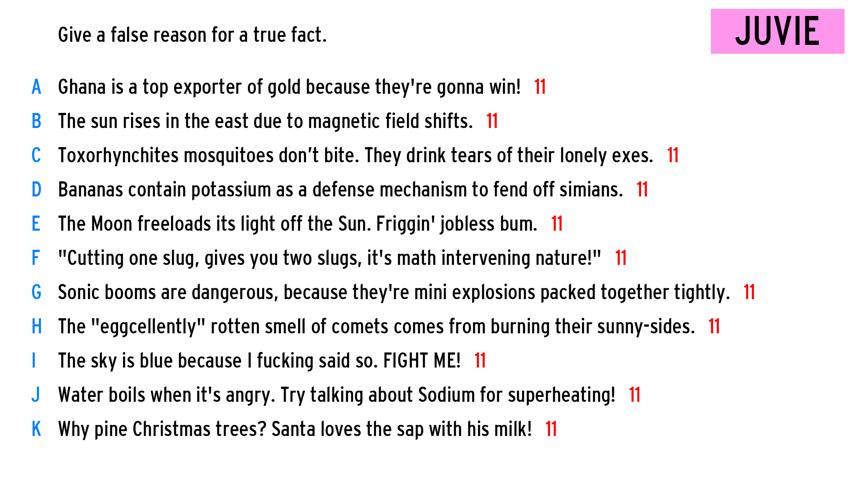 Give a false reason for a true fact.
JUVIE
A Ghana is a top exporter of gold because they're gonna win! 11
B The sun rises in the east due to magnetic field shifts. 11
C Toxorhynchites mosquitoes don’t bite. They drink tears of their lonely exes. 11
D Bananas contain potassium as a defense mechanism to fend off simians. 11
E The Moon freeloads its light off the Sun. Friggin' jobless bum. 11
F "Cutting one slug, gives you two slugs, it's math intervening nature!" 11
G Sonic booms are dangerous, because they're mini explosions packed together tightly. 11
H The "eggcellently" rotten smell of comets comes from burning their sunny-sides. 11
I The sky is blue because I fucking said so. FIGHT ME! 11
J Water boils when it's angry. Try talking about Sodium for superheating! 11
K Why pine Christmas trees? Santa loves the sap with his milk! 11